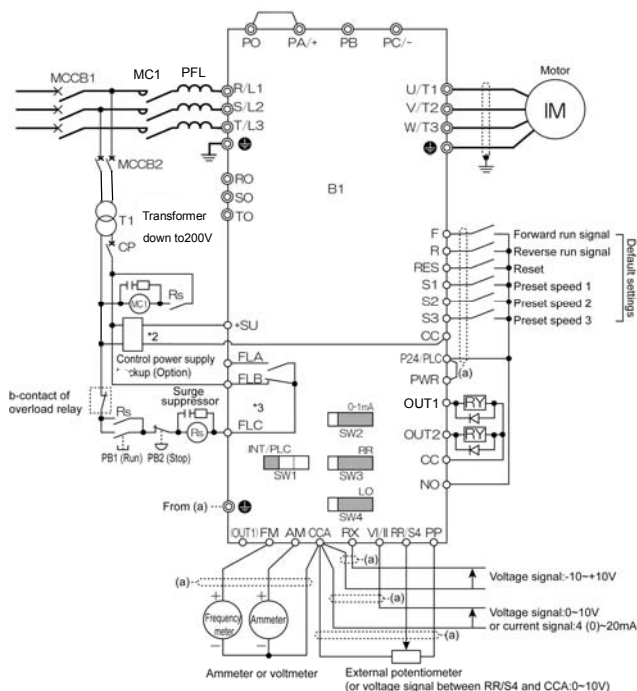 PO PA/+ PB PC/-
MCCB1 MC1 PFL
R/L1
S/L2
T/L3
U/T1
V/T2
W/T3
Motor
IM
MCCB2
RO
SO
TO
B1
T1
Transformer
down to200V
CP
MC1
Rs
*2
Control power supply
ckup (Option)
+SU
FLA
FLB
FLC
*3
b-contact of
overload relay
Rs
Surge
suppressor
Rs
PB1 (Run) PB2 (Stop)
F Forward run signal
R Reverse run signal
RES Reset
S1 Preset speed 1
S2 Preset speed 2
S3 Preset speed 3
Default settings
CC
P24/PLC
(a)
PWR
OUT1 RY
OUT2 RY
CC
NO
0-1mA
SW2
INT/PLC
SW1
RR
SW3
LO
SW4
From (a)
(OUT1) FM AM CCA RX VI/II RR/S4 PP
(a)
(a)
(a)
(a)
+
Frequency
meter
−
+
Ammeter
−
Voltage signal:-10~+10V
Voltage signal:0~10V
or current signal:4 (0)~20mA
Ammeter or voltmeter
External potentiometer
(or voltage signal between RR/S4 and CCA:0~10V)